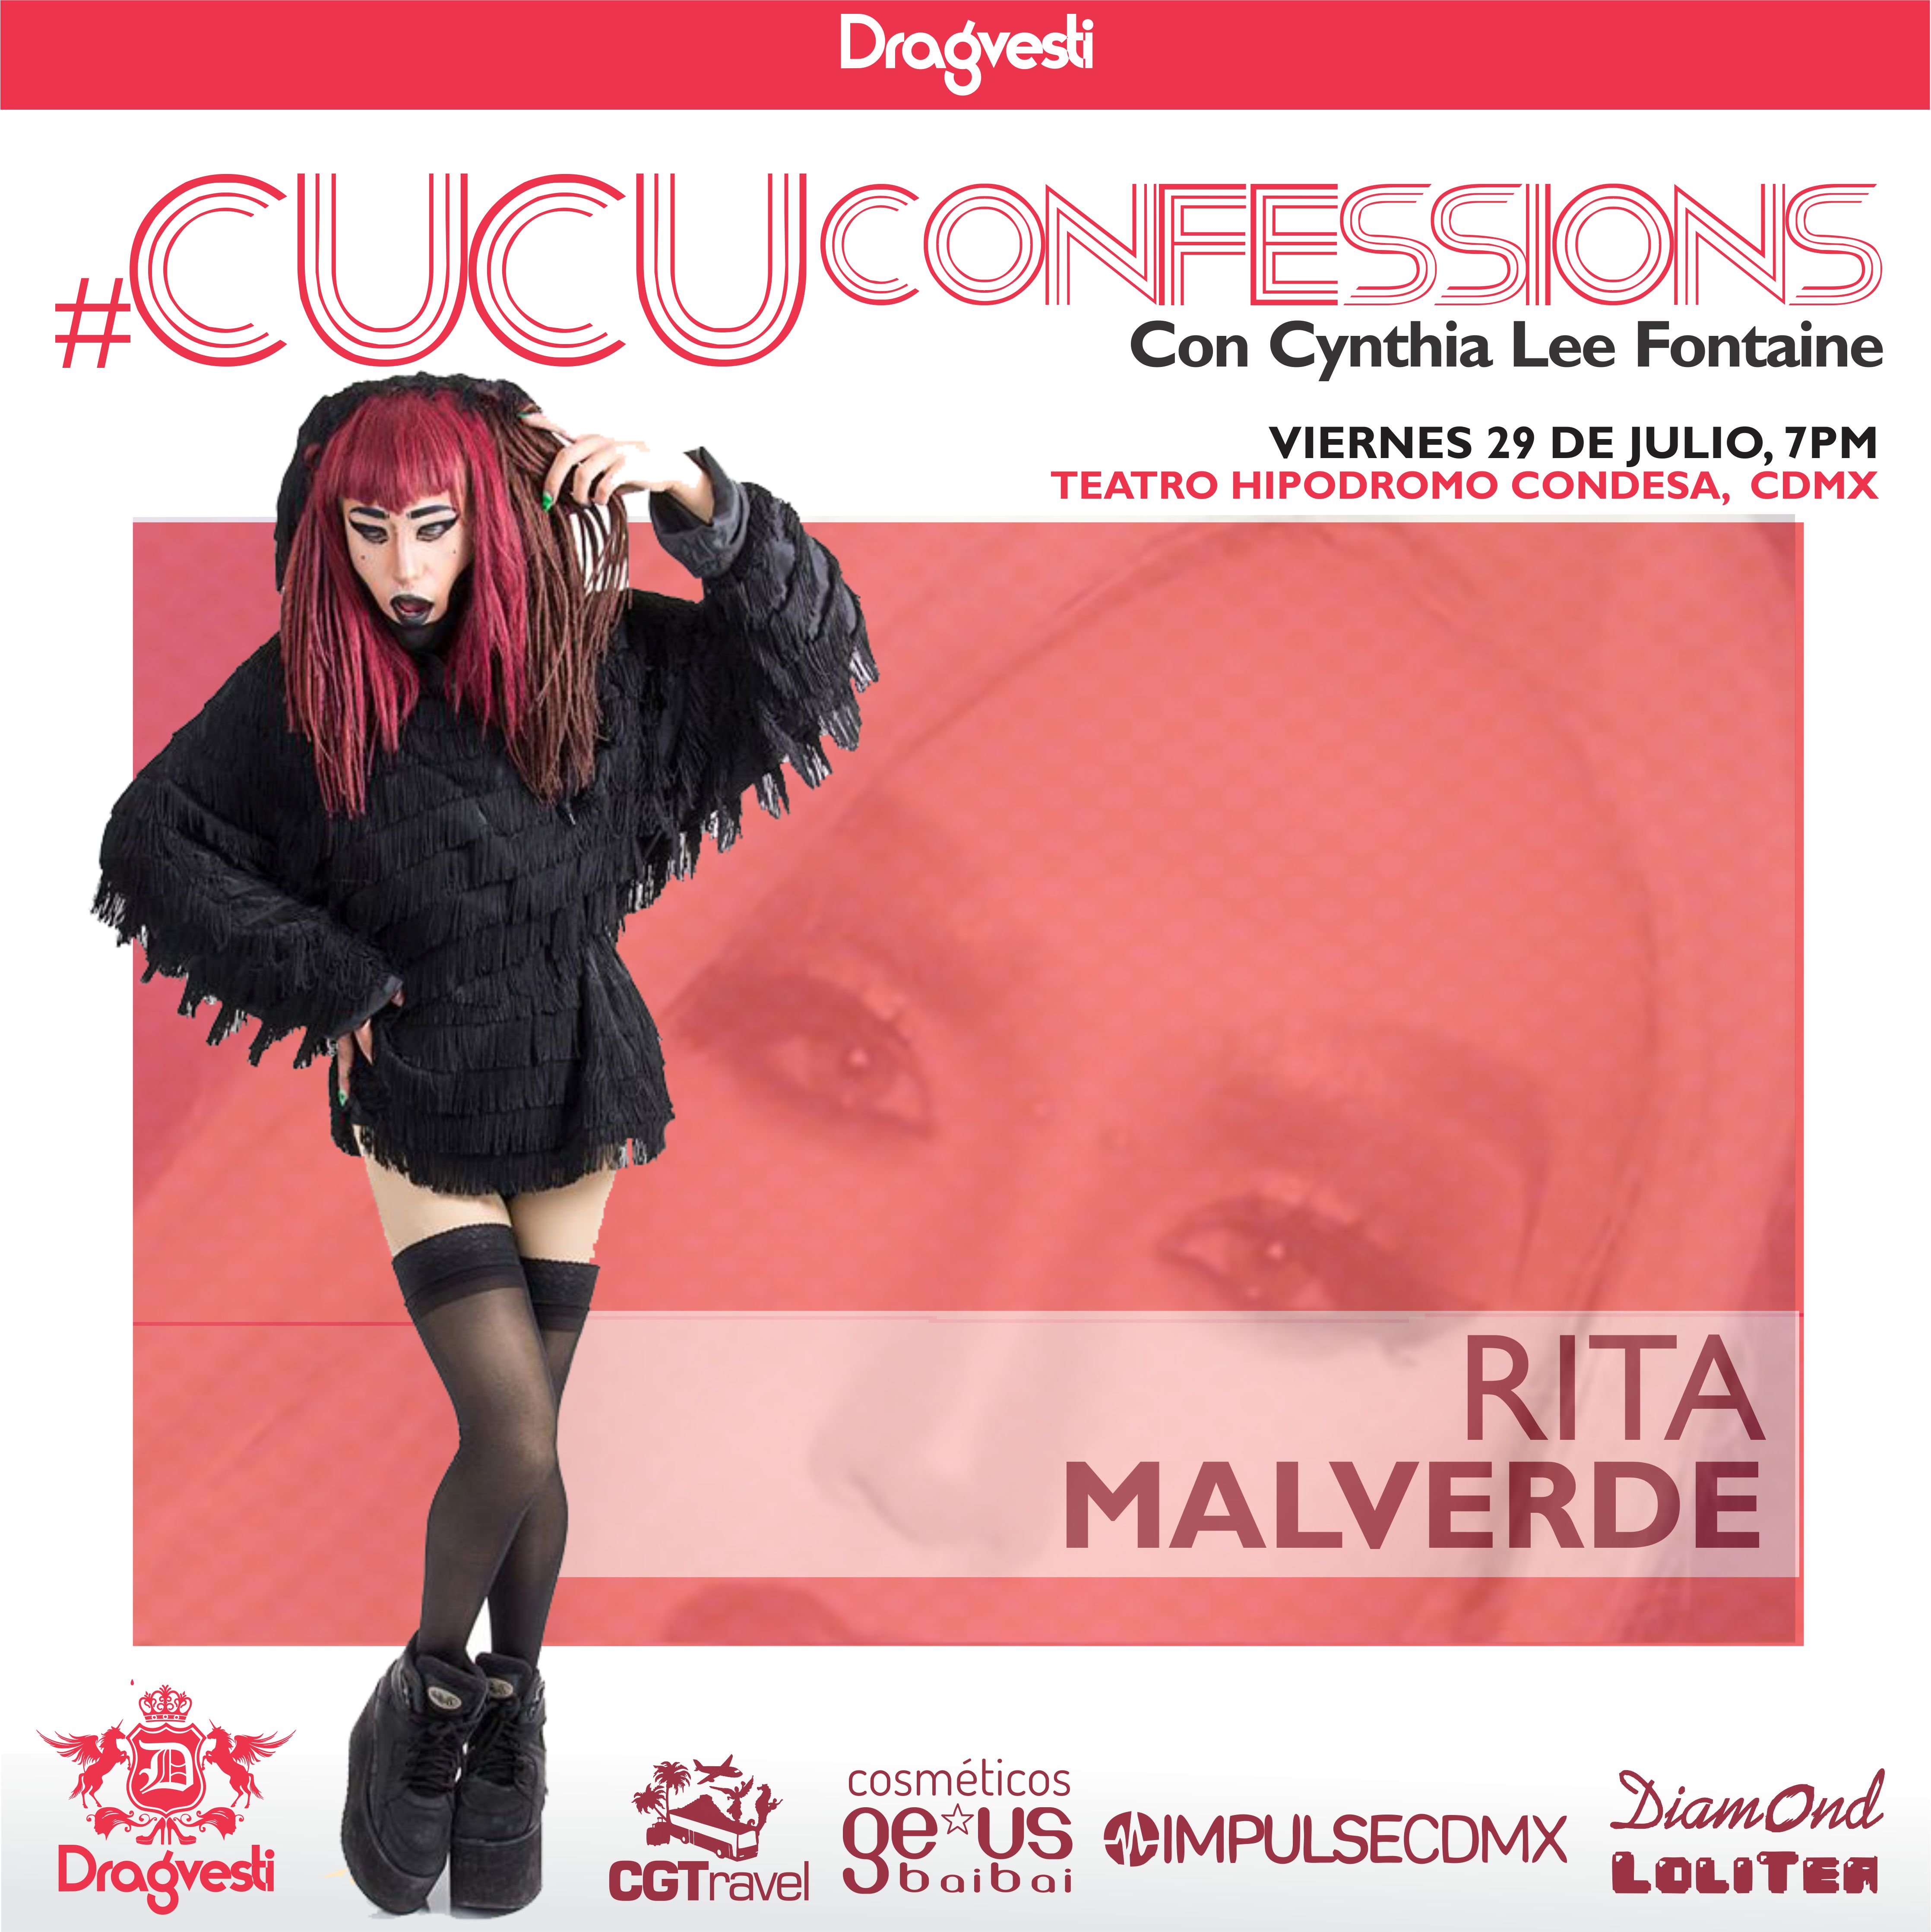 Dragvesti
#CUCUCONFESSIONS
Con Cynthia Lee Fontaine
VIERNES 29 DE JULIO, 7PM
TEATRO HIPODROMO CONDESA, CDMX
RITA
MALVERDE
D
Dragvesti
CGTravel
cosméticos
ge☆us
baibai
IMPULSECDMX
DiamOnd
LOLITEA